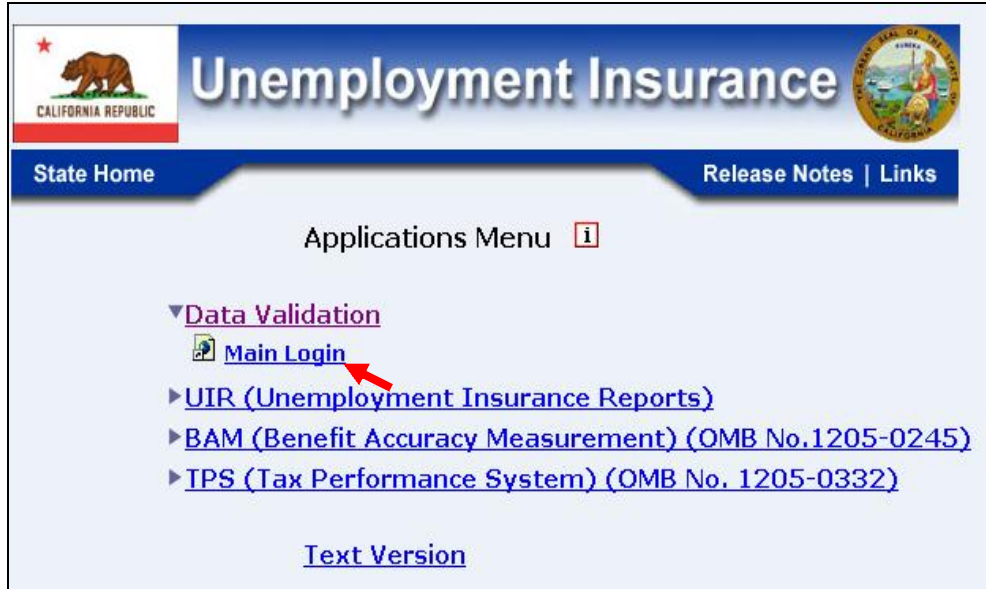 CALIFORNIA REPUBLIC
Unemployment Insurance
State Home
Release Notes | Links
Applications Menu i
Data Validation
Main Login
UIR (Unemployment Insurance Reports)
BAM (Benefit Accuracy Measurement) (OMB No.1205-0245)
TPS (Tax Performance System) (OMB No. 1205-0332)
Text Version